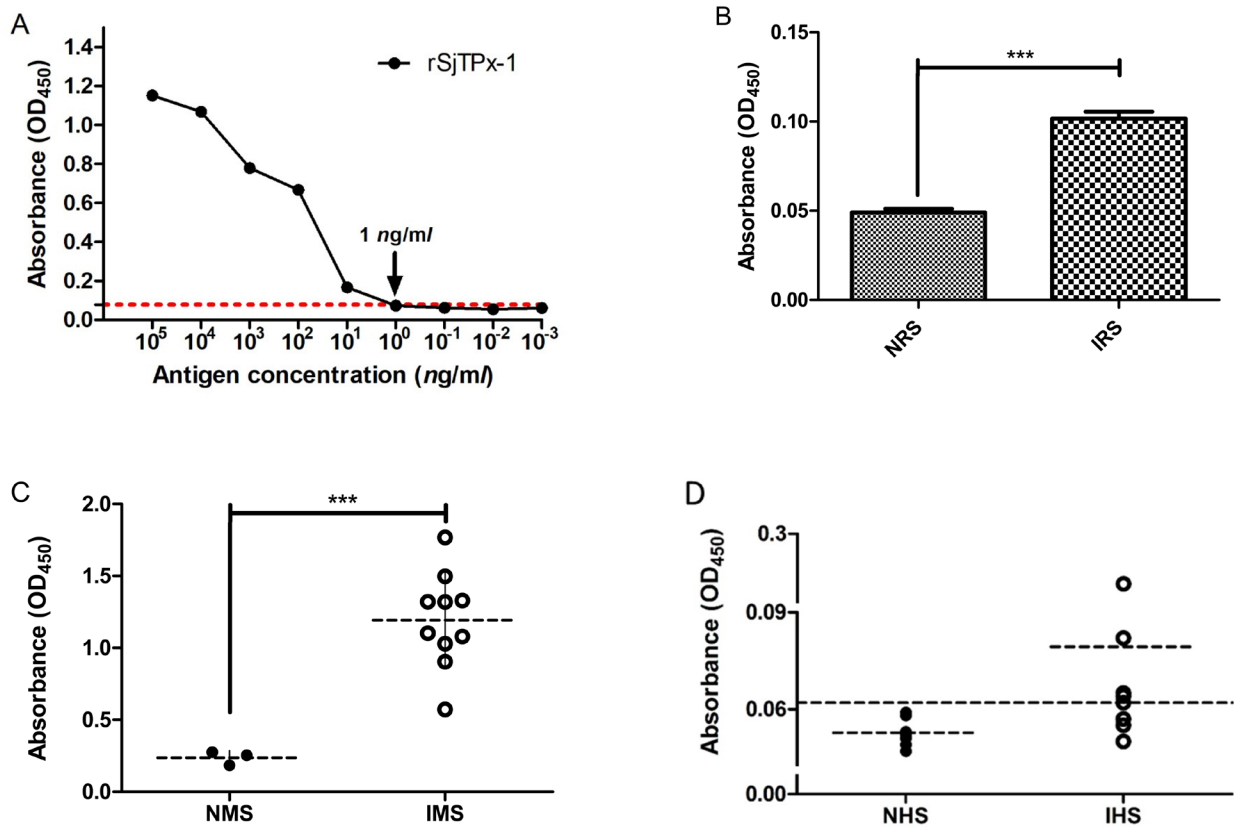 A
Absorbance (OD450)
1.4
1.2
1.0
0.8
0.6
0.4
0.2
0.0
rSjTPx-1
1 ng/ml
10^5 10^4 10^3 10^2 10^1 10^0 10^-1 10^-2 10^-3
Antigen concentration (ng/ml)
B
Absorbance (OD450)
0.15
0.10
0.05
0.00
***
NRS IRS
C
Absorbance (OD450)
2.0
1.5
1.0
0.5
0.0
***
NMS IMS
D
Absorbance (OD450)
0.3
0.09
0.06
0.00
NHS IHS